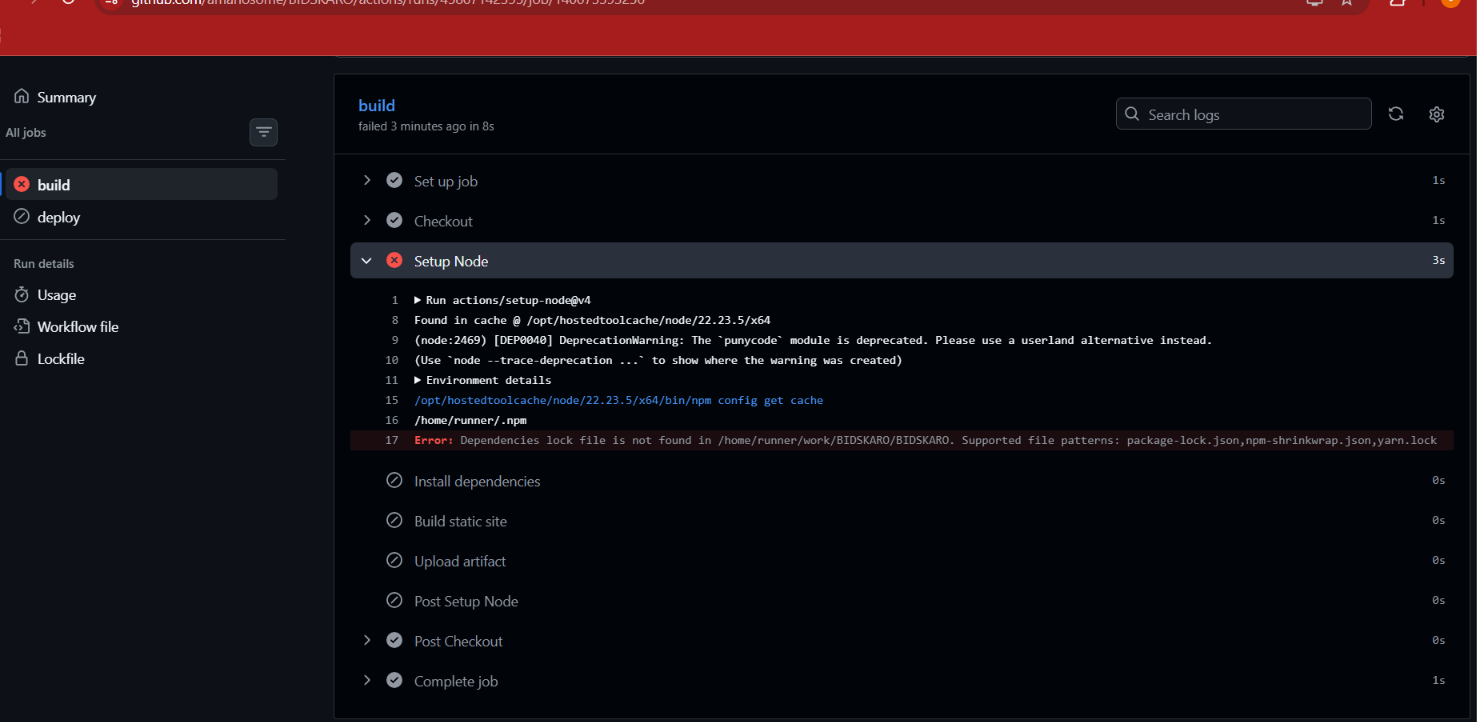 Summary
All jobs
build
deploy
Run details
Usage
Workflow file
Lockfile
build
failed 3 minutes ago in 8s
Search logs
Set up job 1s
Checkout 1s
Setup Node 3s
1 Run actions/setup-node@v4
8 Found in cache @ /opt/hostedtoolcache/node/22.23.5/x64
9 (node:2469) [DEP0040] DeprecationWarning: The `punycode` module is deprecated. Please use a userland alternative instead.
10 (Use `node --trace-deprecation ...` to show where the warning was created)
11 Environment details
15 /opt/hostedtoolcache/node/22.23.5/x64/bin/npm config get cache
16 /home/runner/.npm
17 Error: Dependencies lock file is not found in /home/runner/work/BIDSKARO/BIDSKARO. Supported file patterns: package-lock.json,npm-shrinkwrap.json,yarn.lock
Install dependencies 0s
Build static site 0s
Upload artifact 0s
Post Setup Node 0s
Post Checkout 0s
Complete job 1s